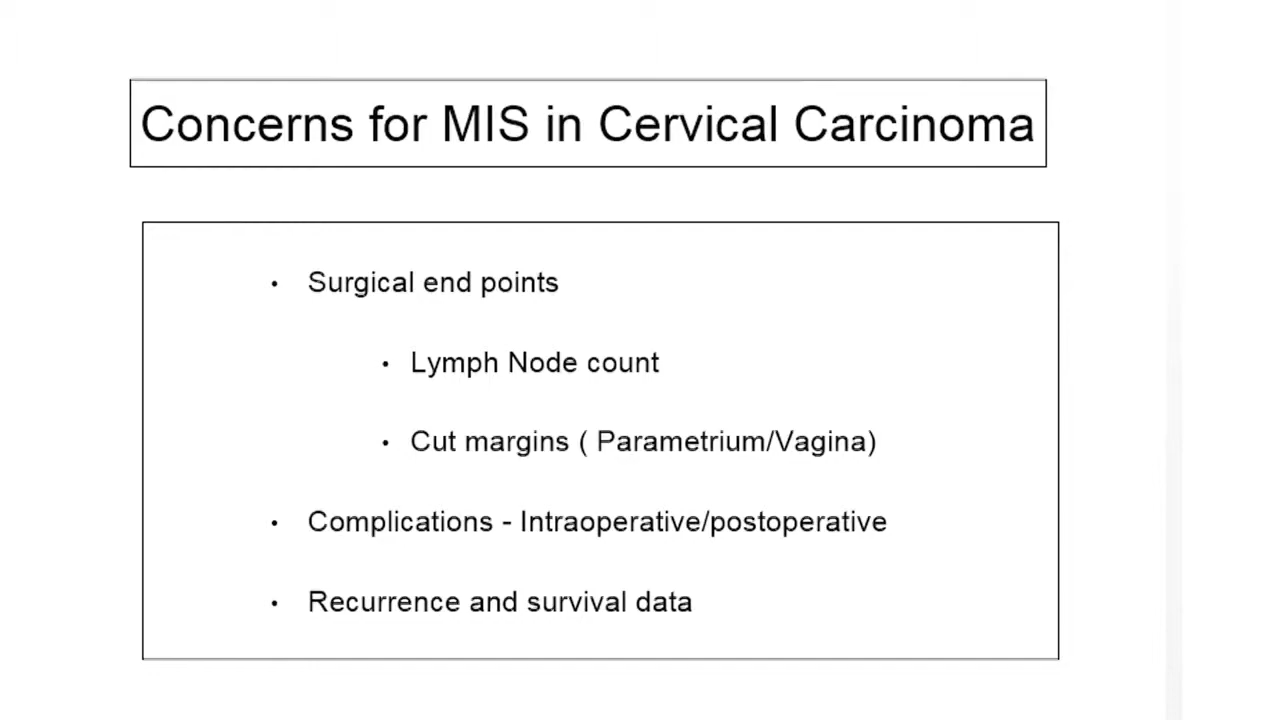 Concerns for MIS in Cervical Carcinoma
• Surgical end points
• Lymph Node count
• Cut margins ( Parametrium/Vagina)
• Complications - Intraoperative/postoperative
• Recurrence and survival data